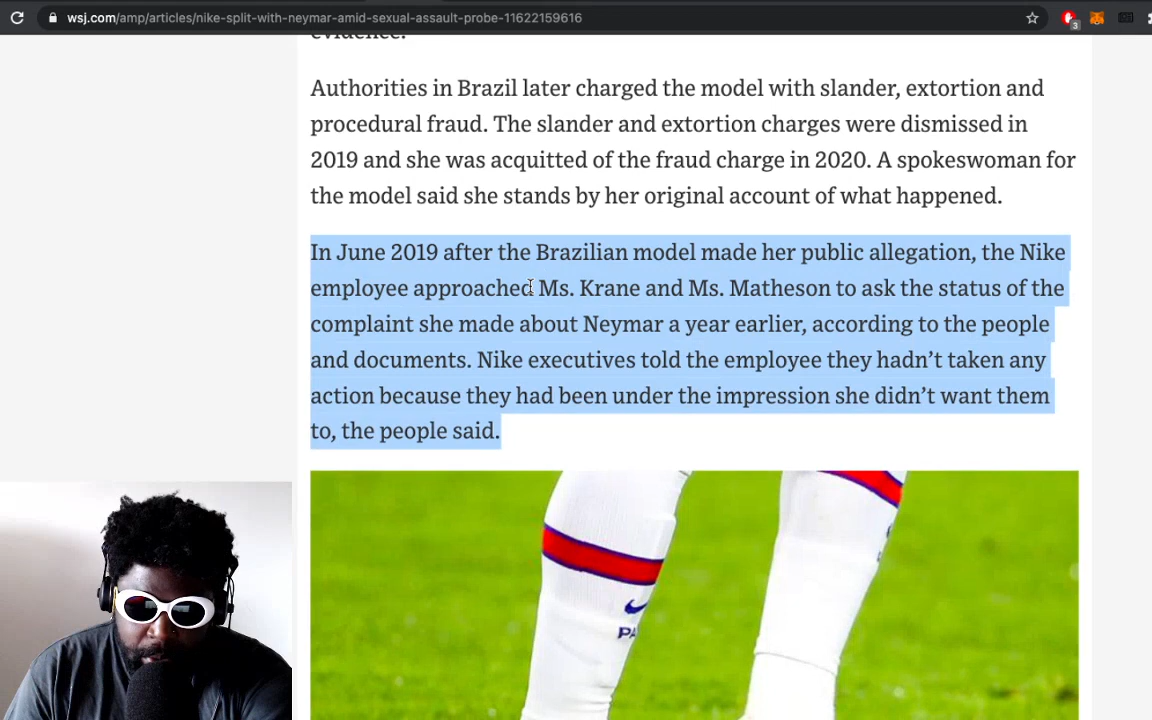 wsj.com/amp/articles/nike-split-with-neymar-amid-sexual-assault-probe-11622159616
3
evidence.
Authorities in Brazil later charged the model with slander, extortion and
procedural fraud. The slander and extortion charges were dismissed in
2019 and she was acquitted of the fraud charge in 2020. A spokeswoman for
the model said she stands by her original account of what happened.
In June 2019 after the Brazilian model made her public allegation, the Nike
employee approached Ms. Krane and Ms. Matheson to ask the status of the
complaint she made about Neymar a year earlier, according to the people
and documents. Nike executives told the employee they hadn’t taken any
action because they had been under the impression she didn’t want them
to, the people said.